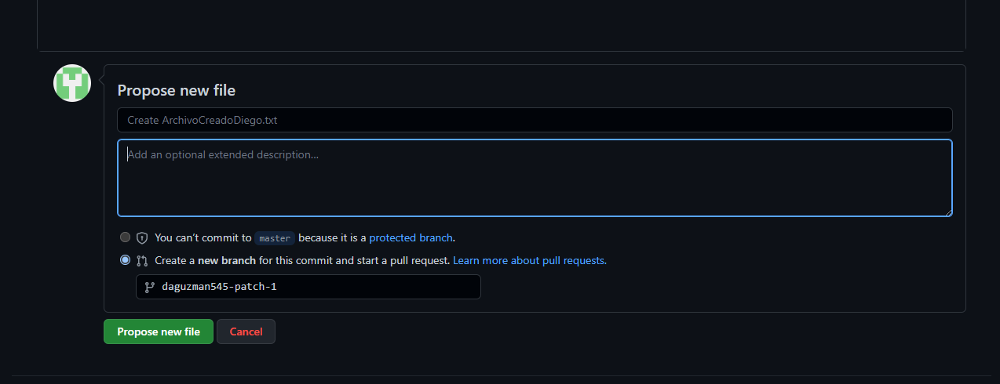 Propose new file
Create ArchivoCreadoDiego.txt
Add an optional extended description...
You can't commit to master because it is a protected branch.
Create a new branch for this commit and start a pull request. Learn more about pull requests.
daguzman545-patch-1
Propose new file Cancel